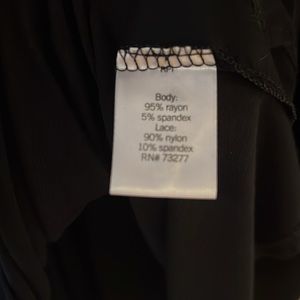 Body:
95% rayon
5% spandex
Lace:
90% nylon
10% spandex
RN# 73277